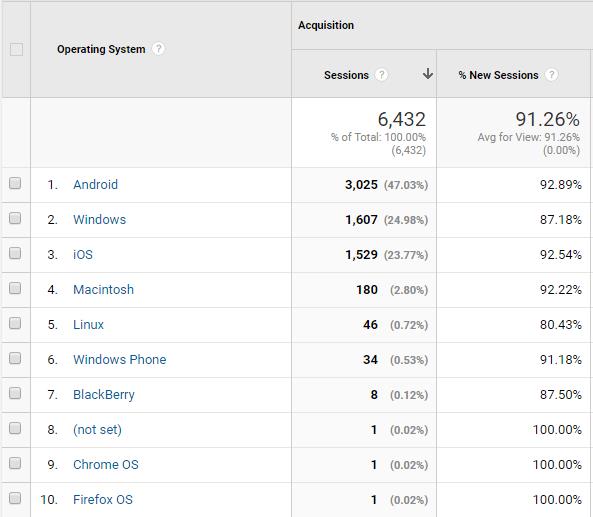 Acquisition
Operating System ?
Sessions ? ↓ % New Sessions ?
6,432 91.26%
% of Total: 100.00% Avg for View: 91.26%
(6,432) (0.00%)
1. Android 3,025 (47.03%) 92.89%
2. Windows 1,607 (24.98%) 87.18%
3. iOS 1,529 (23.77%) 92.54%
4. Macintosh 180 (2.80%) 92.22%
5. Linux 46 (0.72%) 80.43%
6. Windows Phone 34 (0.53%) 91.18%
7. BlackBerry 8 (0.12%) 87.50%
8. (not set) 1 (0.02%) 100.00%
9. Chrome OS 1 (0.02%) 100.00%
10. Firefox OS 1 (0.02%) 100.00%